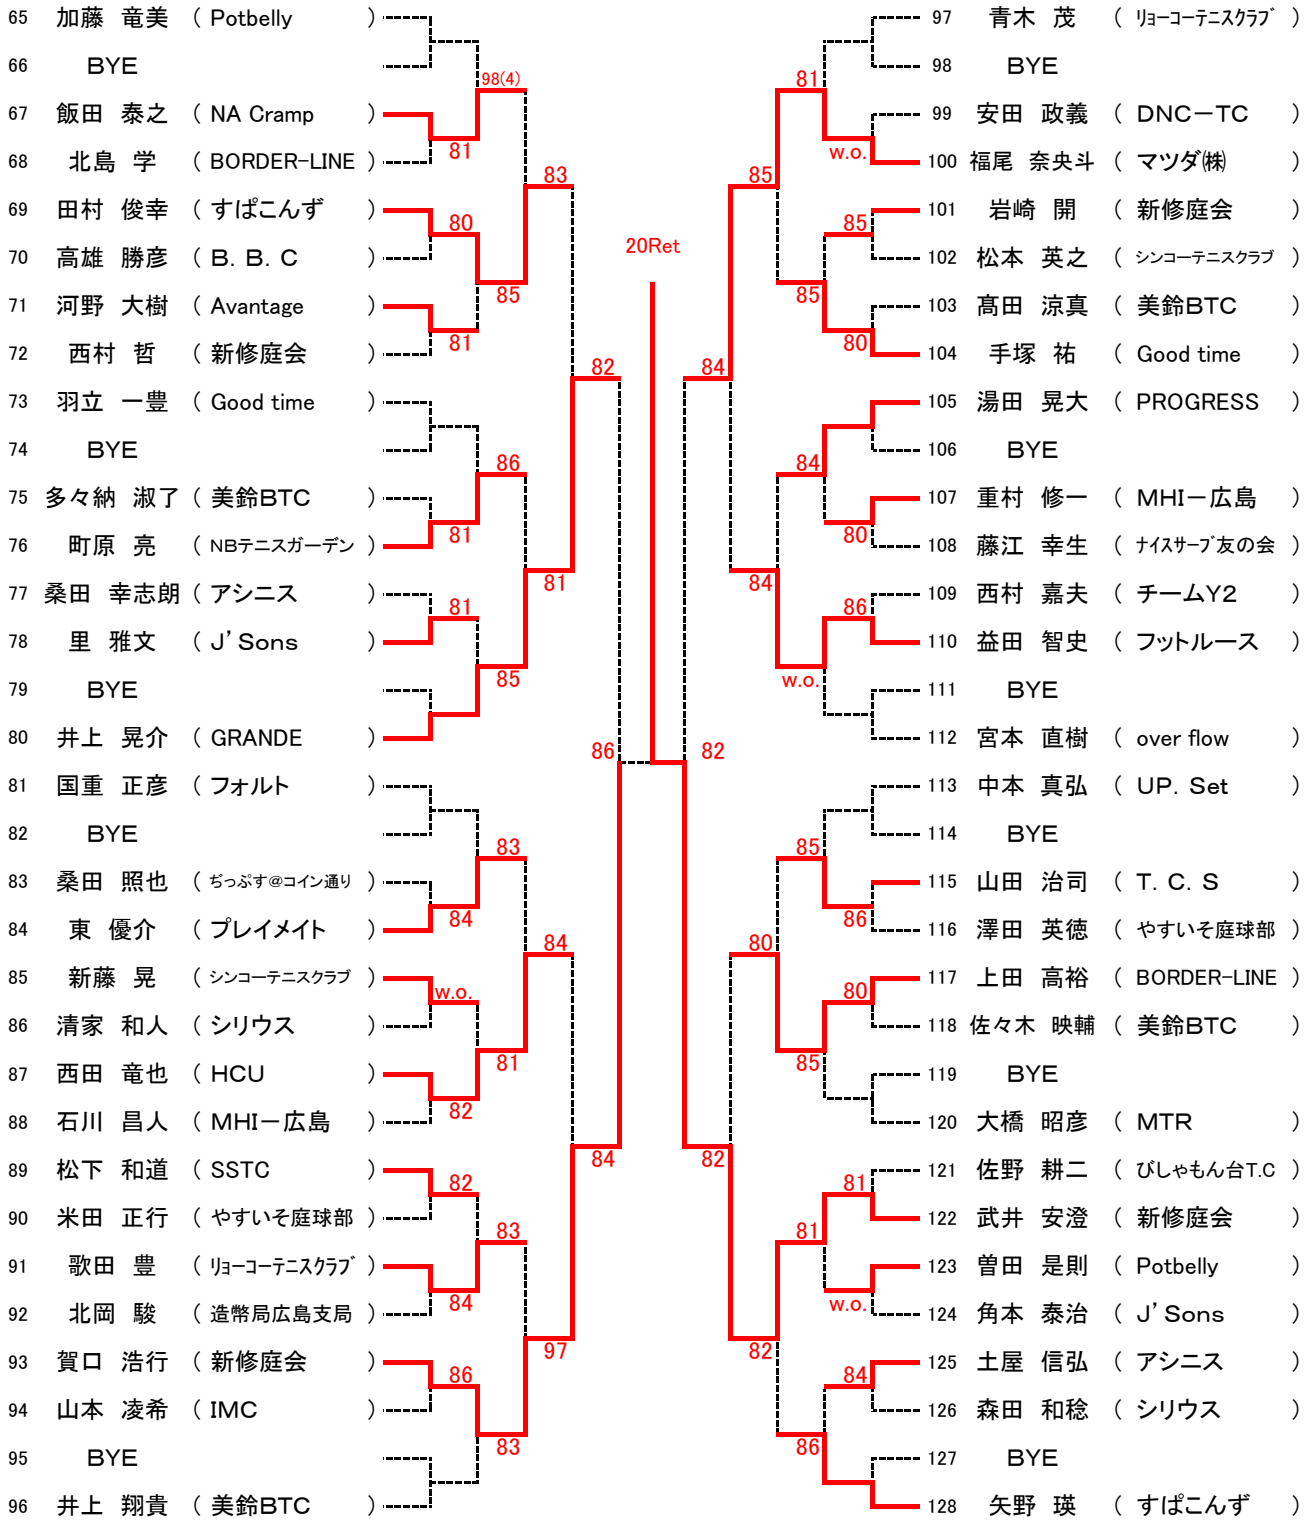 65 加藤 竜美 ( Potbelly )
66 BYE
98(4)
67 飯田 泰之 ( NA Cramp )
81
68 北島 学 ( BORDER-LINE )
83
69 田村 俊幸 ( すぱこんず )
80
70 高雄 勝彦 ( B. B. C )
85
71 河野 大樹 ( Avantage )
81
72 西村 哲 ( 新修庭会 )
82
73 羽立 一豊 ( Good time )
74 BYE
86
75 多々納 淑了 ( 美鈴BTC )
81
76 町原 亮 ( NBテニスガーデン )
81
77 桑田 幸志朗 ( アシニス )
81
78 里 雅文 ( J'Sons )
85
79 BYE
80 井上 晃介 ( GRANDE )
86
81 国重 正彦 ( フォルト )
82 BYE
83
83 桑田 照也 ( ぢっぷす@コイン通り )
84
84 東 優介 ( プレイメイト )
84
85 新藤 晃 ( シンコーテニスクラブ )
w.o.
86 清家 和人 ( シリウス )
81
87 西田 竜也 ( HCU )
82
88 石川 昌人 ( MHIー広島 )
84
89 松下 和道 ( SSTC )
82
90 米田 正行 ( やすいそ庭球部 )
83
91 歌田 豊 ( リョーコーテニスクラブ )
84
92 北岡 駿 ( 造幣局広島支局 )
97
93 賀口 浩行 ( 新修庭会 )
86
94 山本 凌希 ( IMC )
83
95 BYE
96 井上 翔貴 ( 美鈴BTC )
20Ret
97 青木 茂 ( リョーコーテニスクラブ )
98 BYE
81
99 安田 政義 ( DNCーTC )
w.o.
100 福尾 奈央斗 ( マツダ㈱ )
85
101 岩崎 開 ( 新修庭会 )
85
102 松本 英之 ( シンコーテニスクラブ )
85
103 髙田 涼真 ( 美鈴BTC )
80
104 手塚 祐 ( Good time )
84
105 湯田 晃大 ( PROGRESS )
106 BYE
84
107 重村 修一 ( MHIー広島 )
80
108 藤江 幸生 ( ナイスサーブ友の会 )
84
109 西村 嘉夫 ( チームY2 )
86
110 益田 智史 ( フットルース )
w.o.
111 BYE
112 宮本 直樹 ( over flow )
82
113 中本 真弘 ( UP. Set )
114 BYE
85
115 山田 治司 ( T. C. S )
86
116 澤田 英徳 ( やすいそ庭球部 )
80
117 上田 高裕 ( BORDER-LINE )
80
118 佐々木 映輔 ( 美鈴BTC )
85
119 BYE
120 大橋 昭彦 ( MTR )
82
121 佐野 耕二 ( びしゃもん台T.C )
81
122 武井 安澄 ( 新修庭会 )
81
123 曽田 是則 ( Potbelly )
w.o.
124 角本 泰治 ( J'Sons )
82
125 土屋 信弘 ( アシニス )
84
126 森田 和稔 ( シリウス )
86
127 BYE
128 矢野 瑛 ( すぱこんず )